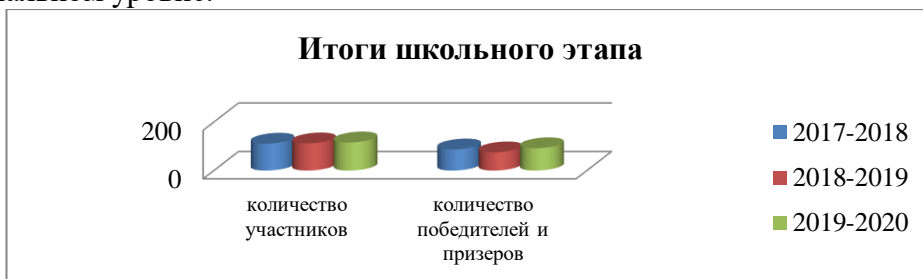 Итоги школьного этапа
200
0
количество
участников
количество
победителей и
призеров
2017-2018
2018-2019
2019-2020